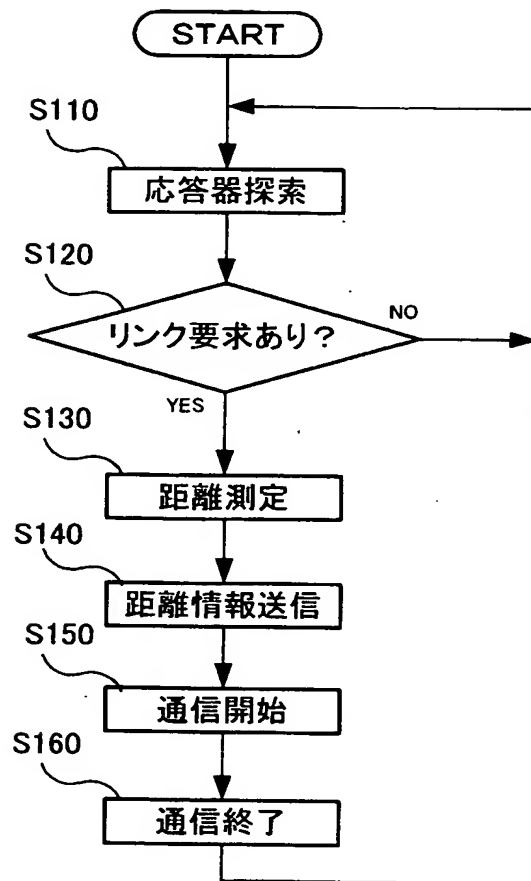 START
S110
応答器探索
S120
リンク要求あり？
NO
YES
S130
距離測定
S140
距離情報送信
S150
通信開始
S160
通信終了